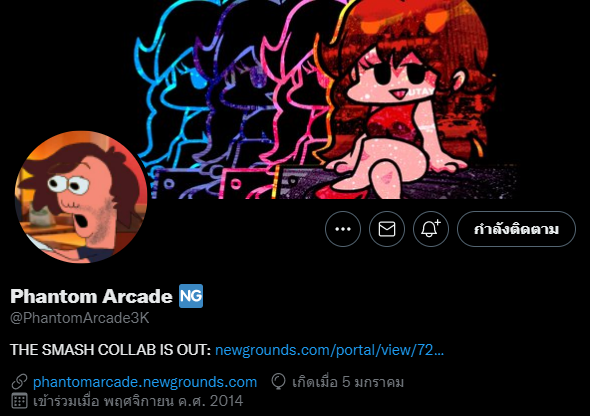 UTAY
กำลังติดตาม
Phantom Arcade NG
@PhantomArcade3K
THE SMASH COLLAB IS OUT: newgrounds.com/portal/view/72...
phantomarcade.newgrounds.com เกิดเมื่อ 5 มกราคม
เข้าร่วมเมื่อ พฤศจิกายน ค.ศ. 2014